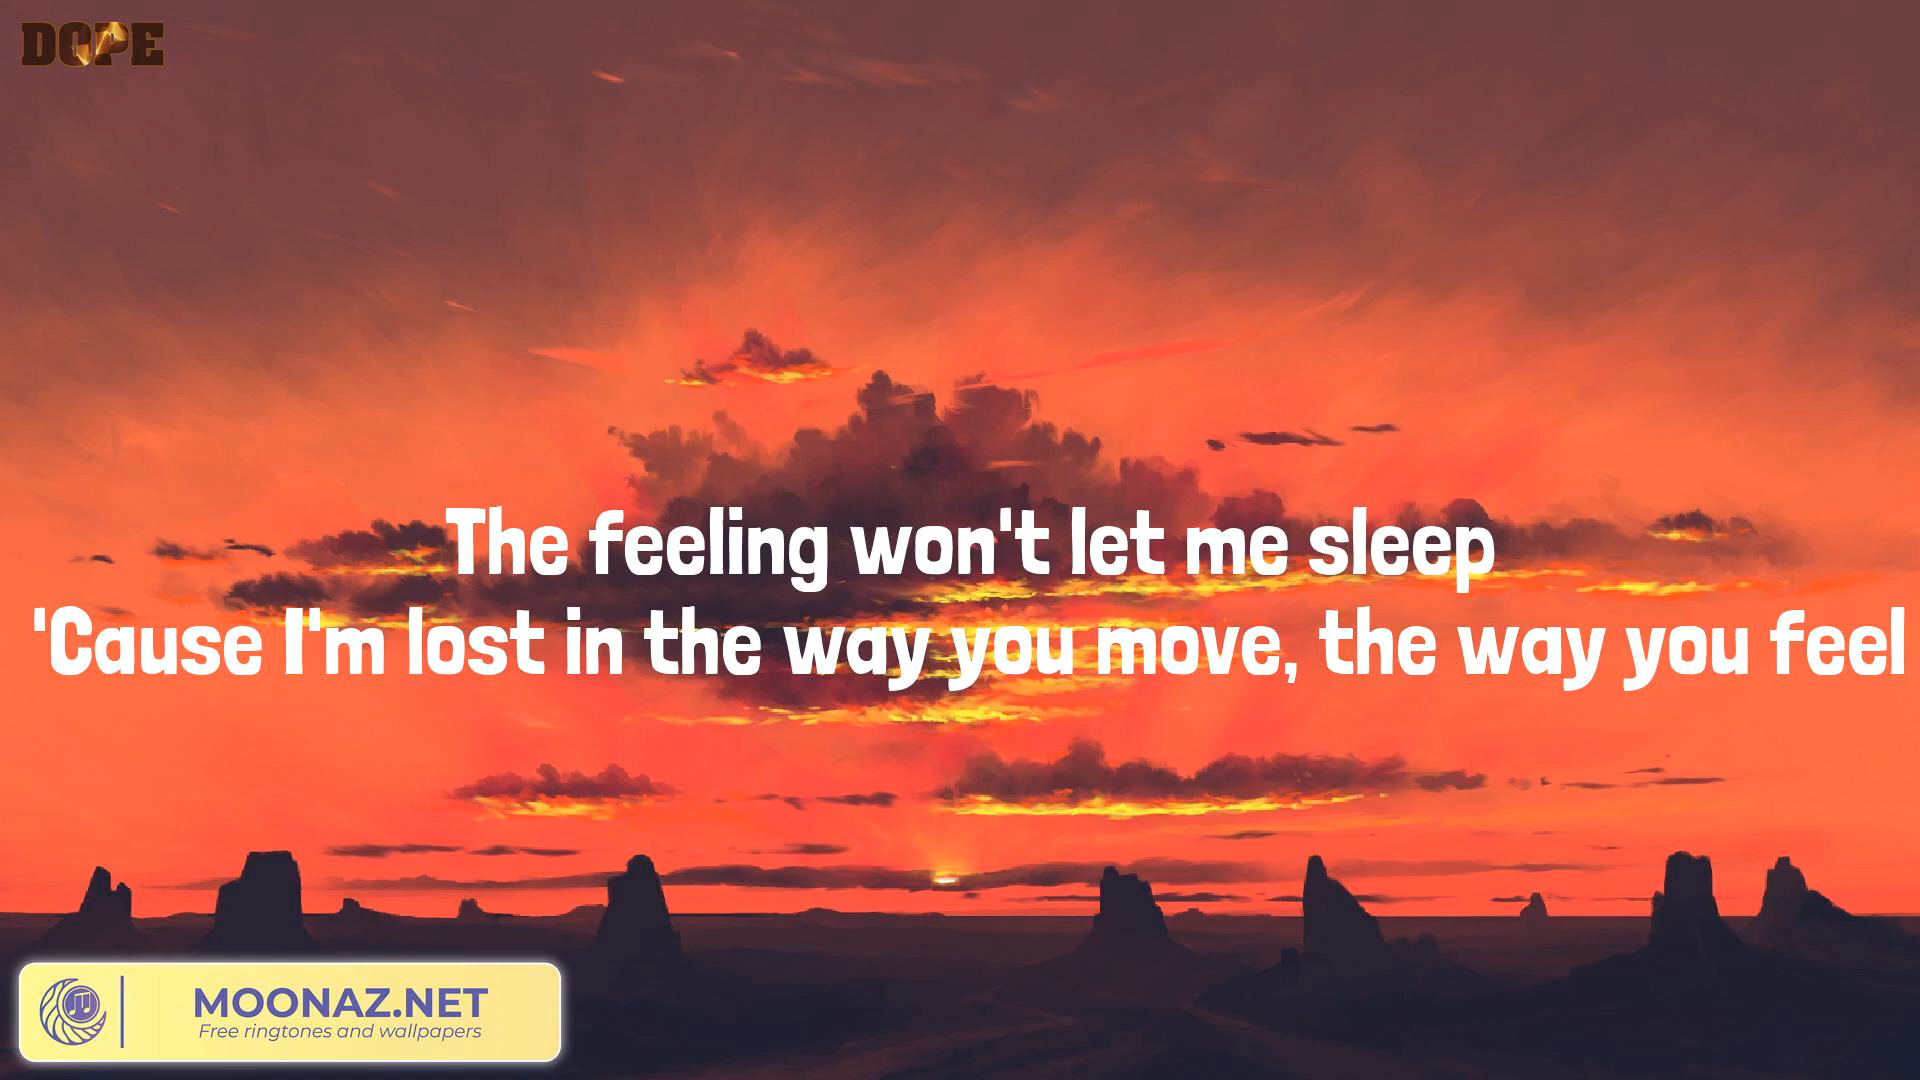 DOPE
The feeling won't let me sleep
'Cause I'm lost in the way you move, the way you feel
MOONAZ.NET
Free ringtones and wallpapers